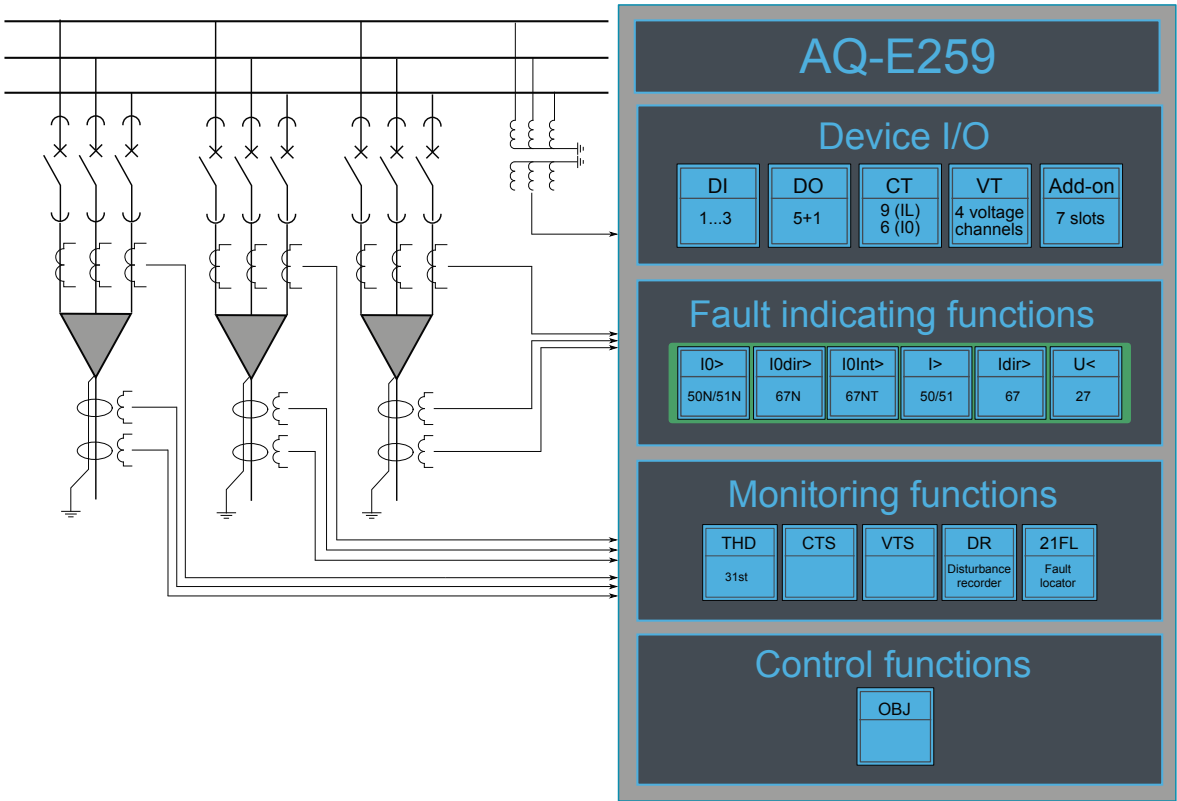 AQ-E259
Device I/O
DI
1...3
DO
5+1
CT
9 (IL)
6 (I0)
VT
4 voltage
channels
Add-on
7 slots
Fault indicating functions
I0>
50N/51N
I0dir>
67N
I0Int>
67NT
I>
50/51
Idir>
67
U<
27
Monitoring functions
THD
31st
CTS
VTS
DR
Disturbance
recorder
21FL
Fault
locator
Control functions
OBJ